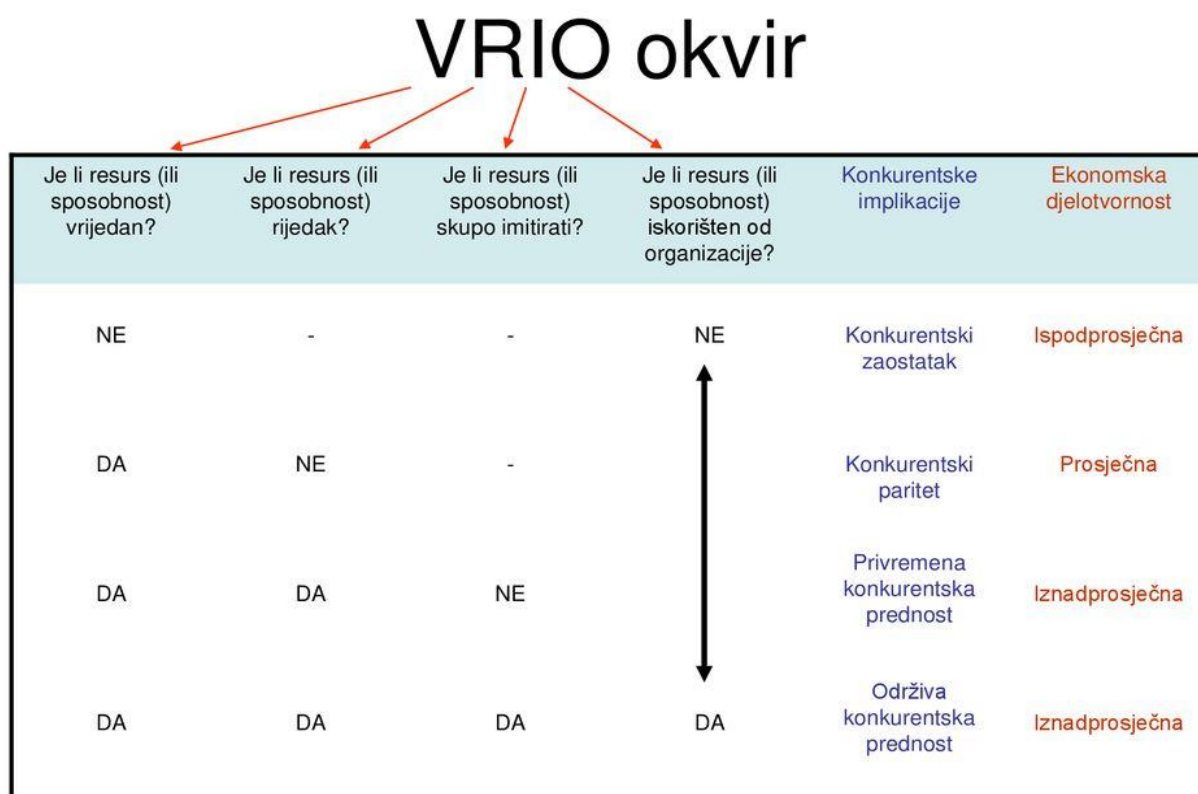 VRIO okvir
Je li resurs (ili
sposobnost)
vrijedan?
Je li resurs (ili
sposobnost)
rijedak?
Je li resurs (ili
sposobnost)
skupo imitirati?
Je li resurs (ili
sposobnost)
iskorišten od
organizacije?
Konkurentske
implikacije
Ekonomska
djelotvornost
NE
-
-
NE
Konkurentski
zaostatak
Ispodprosječna
DA
NE
-
Konkurentski
paritet
Prosječna
DA
DA
NE
Privremena
konkurentska
prednost
Iznadprosječna
DA
DA
DA
DA
Održiva
konkurentska
prednost
Iznadprosječna